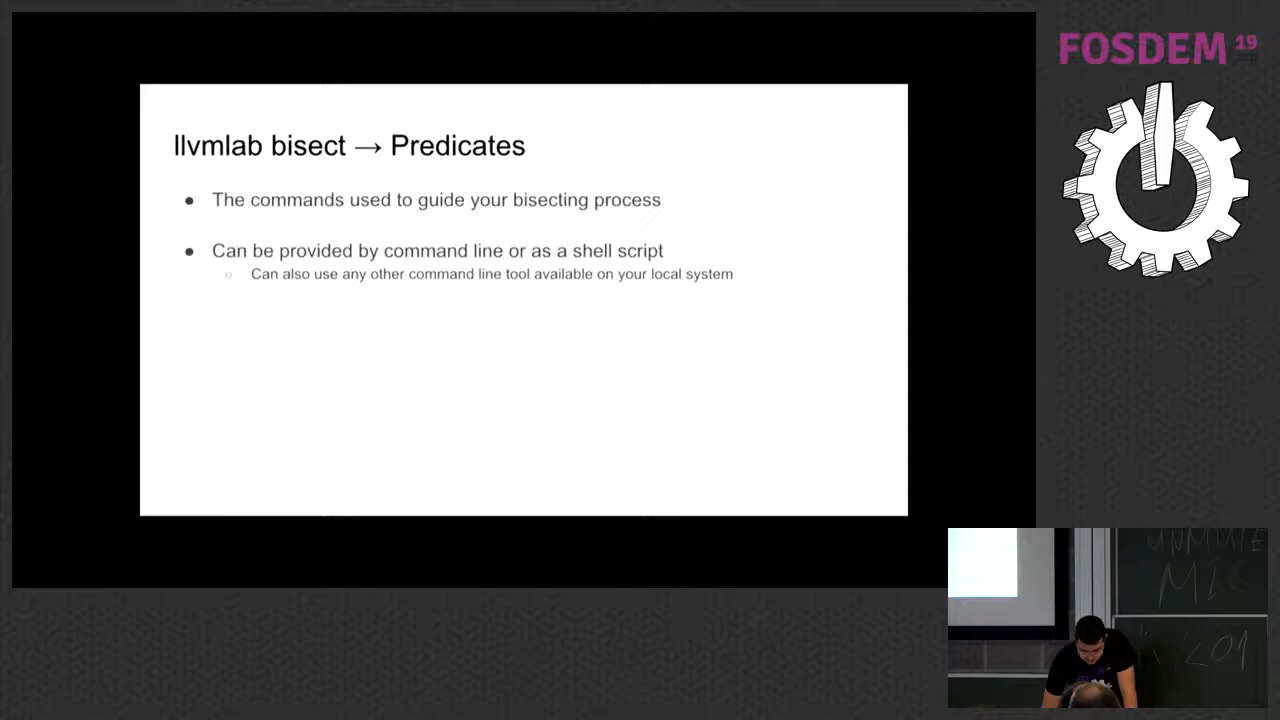 FOSDEM 19
llvmlab bisect → Predicates
● The commands used to guide your bisecting process
● Can be provided by command line or as a shell script
○ Can also use any other command line tool available on your local system
MIC